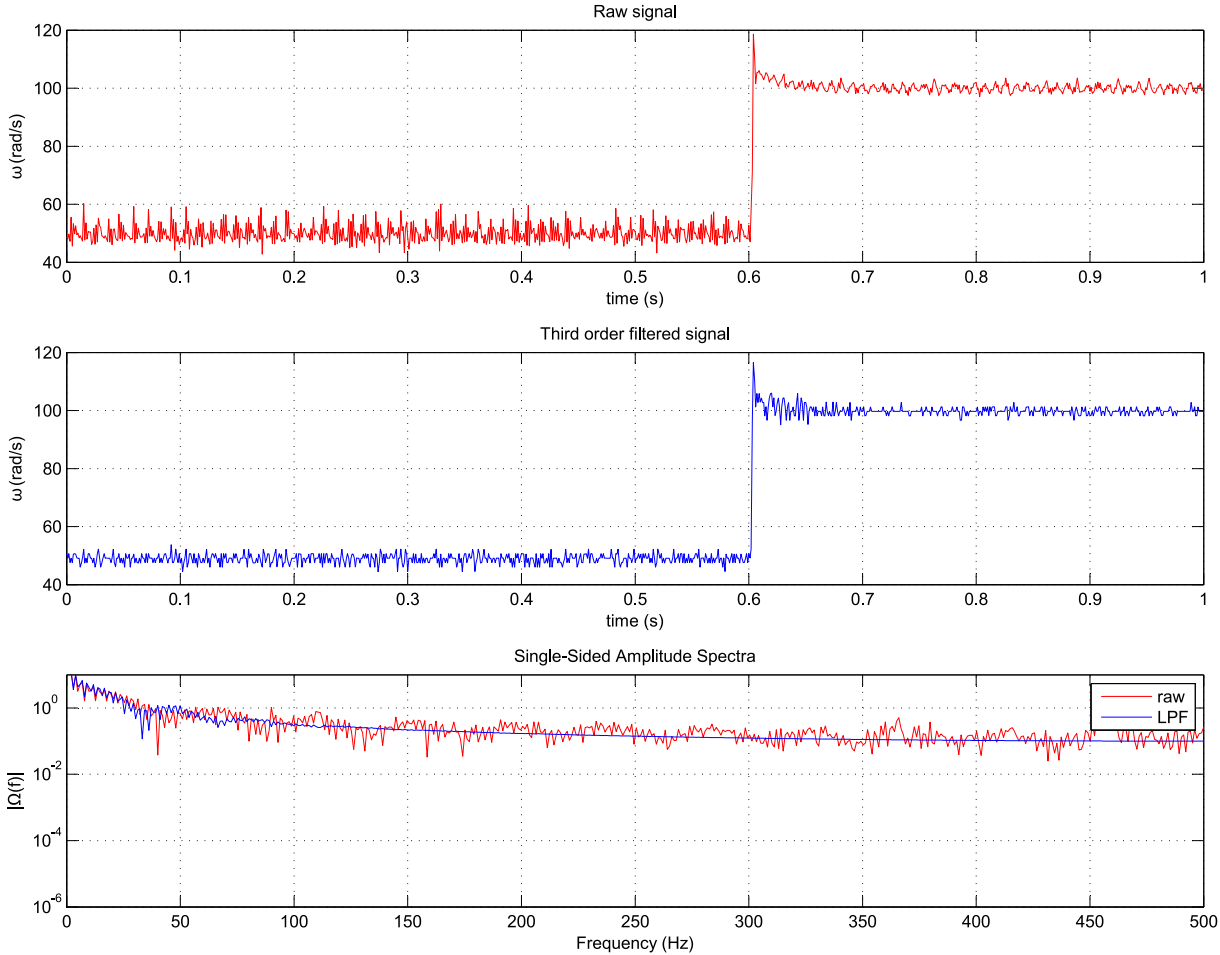 Raw signal
120
100
80
60
40
ω (rad/s)
0 0.1 0.2 0.3 0.4 0.5 0.6 0.7 0.8 0.9 1
time (s)
Third order filtered signal
120
100
80
60
40
ω (rad/s)
0 0.1 0.2 0.3 0.4 0.5 0.6 0.7 0.8 0.9 1
time (s)
Single-Sided Amplitude Spectra
10^0
10^-2
10^-4
10^-6
|Ω(f)|
raw
LPF
0 50 100 150 200 250 300 350 400 450 500
Frequency (Hz)